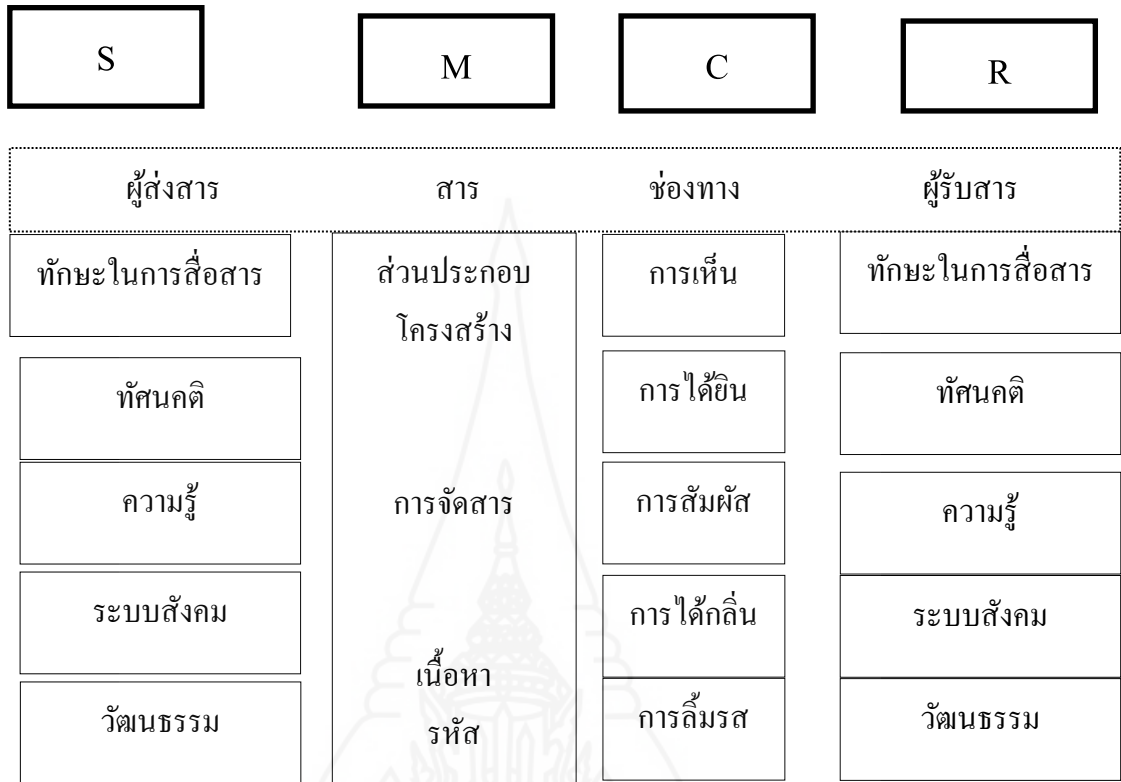 S M C R
ผู้ส่งสาร สาร ช่องทาง ผู้รับสาร
ทักษะในการสื่อสาร ส่วนประกอบ การเห็น ทักษะในการสื่อสาร
โครงสร้าง
ทัศนคติ การได้ยิน ทัศนคติ
ความรู้ การจัดสาร การสัมผัส ความรู้
ระบบสังคม การได้กลิ่น ระบบสังคม
เนื้อหา
วัฒนธรรม รหัส การลิ้มรส วัฒนธรรม